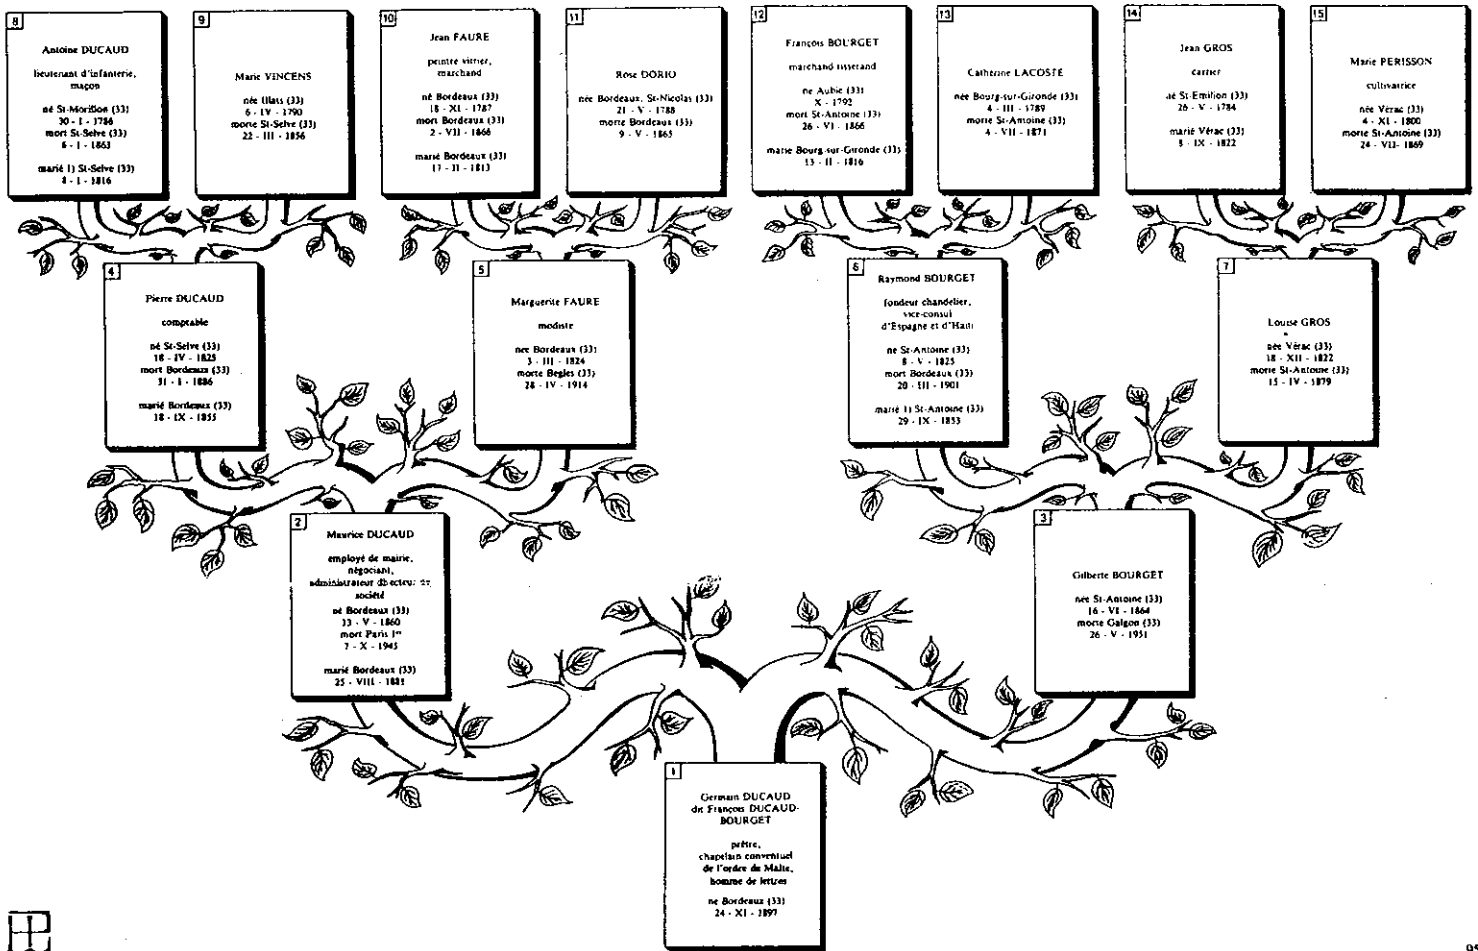 8
Antoine DUCAUD
lieutenant d'infanterie,
maçon
né St-Morillon (33)
30 - I - 1786
mort St-Selve (33)
6 - I - 1863
marié 1) St-Selve (33)
8 - I - 1816
9
Marie VINCENS
née Illats (33)
6 - IV - 1790
morte St-Selve (33)
22 - III - 1856
10
Jean FAURE
peintre vitrier,
marchand
né Bordeaux (33)
18 - XI - 1787
mort Bordeaux (33)
2 - VII - 1866
marié Bordeaux (33)
17 - II - 1813
11
Rose DORIO
née Bordeaux, St-Nicolas (33)
21 - V - 1788
morte Bordeaux (33)
9 - V - 1865
12
François BOURGET
marchand tisserand
ne Aubie (33)
X - 1792
mort St-Antoine (33)
26 - VI - 1866
marié Bourg-sur-Gironde (33)
13 - II - 1816
13
Catherine LACOSTE
née Bourg-sur-Gironde (33)
4 - III - 1789
morte St-Antoine (33)
4 - VII - 1871
14
Jean GROS
carrier
né St-Emilion (33)
26 - V - 1784
marié Vérac (33)
8 - IX - 1822
15
Marie PERISSON
cultivatrice
née Vérac (33)
4 - XI - 1800
morte St-Antoine (33)
24 - VII - 1869
4
Pierre DUCAUD
comptable
né St-Selve (33)
18 - IV - 1825
mort Bordeaux (33)
31 - I - 1886
marié Bordeaux (33)
18 - IX - 1855
5
Marguerite FAURE
modiste
nee Bordeaux (33)
3 - III - 1824
morte Begles (33)
28 - IV - 1914
6
Raymond BOURGET
fondeur chandelier,
vice-consul
d'Espagne et d'Haiti
né St-Antoine (33)
8 - V - 1825
mort Bordeaux (33)
20 - III - 1901
marié 1) St-Antoine (33)
29 - IX - 1853
7
Louise GROS
née Vérac (33)
18 - XII - 1822
morte St-Antoine (33)
15 - IV - 1879
2
Maurice DUCAUD
employé de mairie,
négociant,
administrateur directeur de
société
né Bordeaux (33)
13 - V - 1860
mort Paris 1er
7 - X - 1945
marié Bordeaux (33)
25 - VIII - 1881
3
Gilberte BOURGET
née St-Antoine (33)
16 - VI - 1864
morte Galgon (33)
26 - V - 1951
1
Germain DUCAUD
dit François DUCAUD-
BOURGET
prêtre,
chapelain conventuel
de l'ordre de Malte,
homme de lettres
ne Bordeaux (33)
24 - XI - 1897